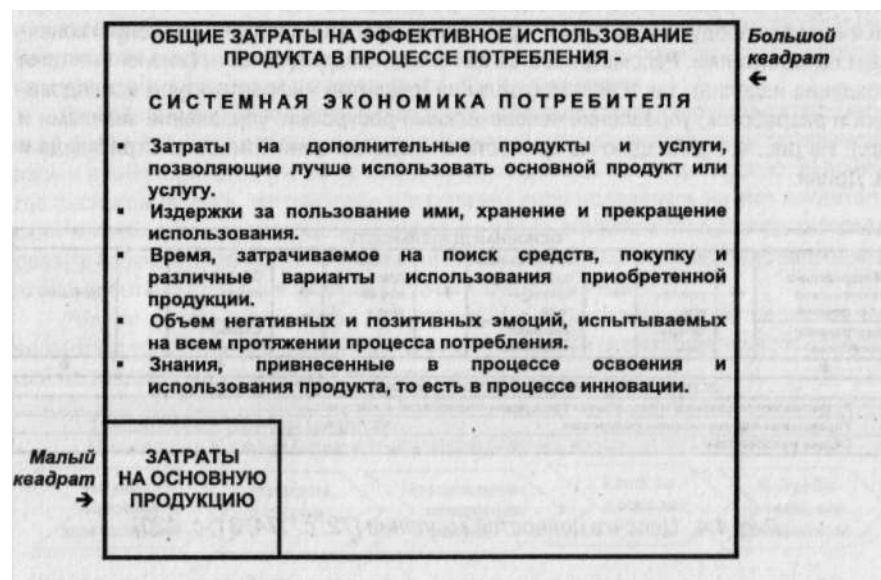 ОБЩИЕ ЗАТРАТЫ НА ЭФФЕКТИВНОЕ ИСПОЛЬЗОВАНИЕ
ПРОДУКТА В ПРОЦЕССЕ ПОТРЕБЛЕНИЯ -
Большой
квадрат
←
СИСТЕМНАЯ ЭКОНОМИКА ПОТРЕБИТЕЛЯ
▪ Затраты на дополнительные продукты и услуги,
позволяющие лучше использовать основной продукт или
услугу.
▪ Издержки за пользование ими, хранение и прекращение
использования.
▪ Время, затрачиваемое на поиск средств, покупку и
различные варианты использования приобретенной
продукции.
▪ Объем негативных и позитивных эмоций, испытываемых
на всем протяжении процесса потребления.
▪ Знания, привнесенные в процессе освоения и
использования продукта, то есть в процессе инновации.
Малый
квадрат
→
ЗАТРАТЫ
НА ОСНОВНУЮ
ПРОДУКЦИЮ